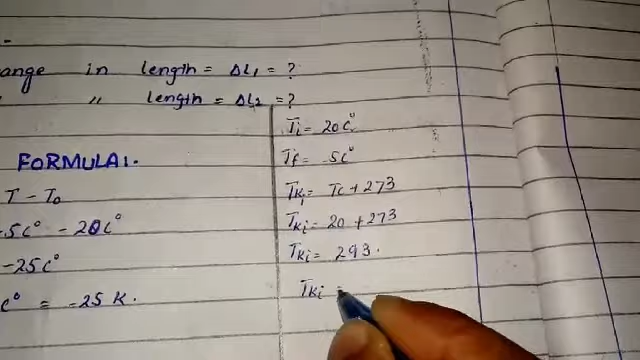 ange in length = ΔL1 = ?
" length = ΔL2 = ?
FORMULA:.
T - To
-5C° - 20C°
-25C°
C° = -25 K.
Ti = 20C°
Tf = -5C°
TKi = Tc + 273
TKi = 20 + 273
TKi = 293.
TKi =